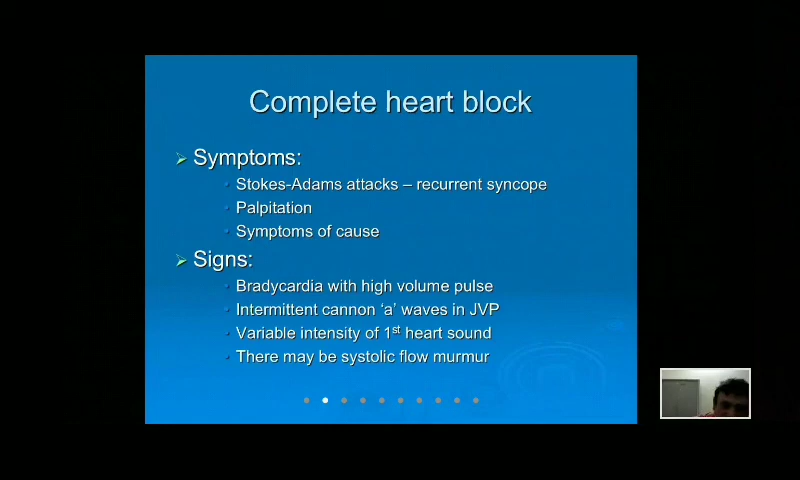 Complete heart block
Symptoms:
Stokes-Adams attacks – recurrent syncope
Palpitation
Symptoms of cause
Signs:
Bradycardia with high volume pulse
Intermittent cannon ‘a’ waves in JVP
Variable intensity of 1st heart sound
There may be systolic flow murmur